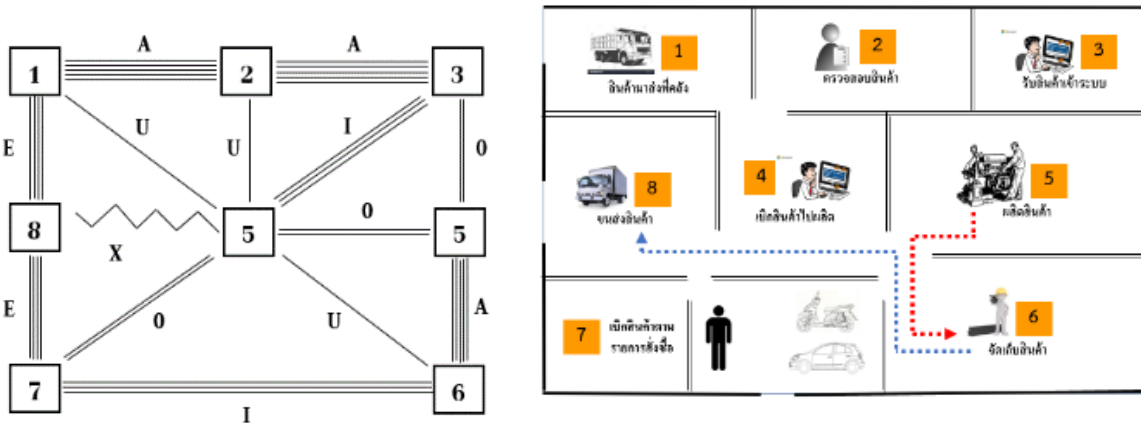 A
A
1
2
3
U
U
I
E
0
8
5
0
5
X
E
0
U
A
7
6
I
1
สินค้ามาส่งที่คลัง
2
ตรวจสอบสินค้า
3
รับสินค้าเข้าระบบ
8
ขนส่งสินค้า
4
เบิกสินค้าไปผลิต
5
ผลิตสินค้า
7
เบิกสินค้าตาม
รายการสั่งซื้อ
6
จัดเก็บสินค้า